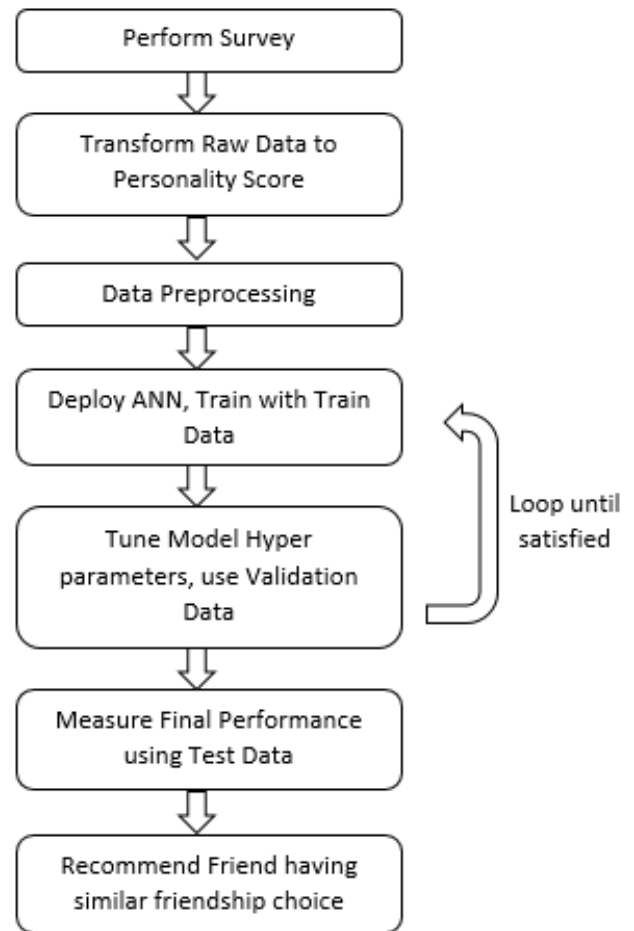 Perform Survey
Transform Raw Data to
Personality Score
Data Preprocessing
Deploy ANN, Train with Train
Data
Tune Model Hyper
parameters, use Validation
Data
Loop until
satisfied
Measure Final Performance
using Test Data
Recommend Friend having
similar friendship choice